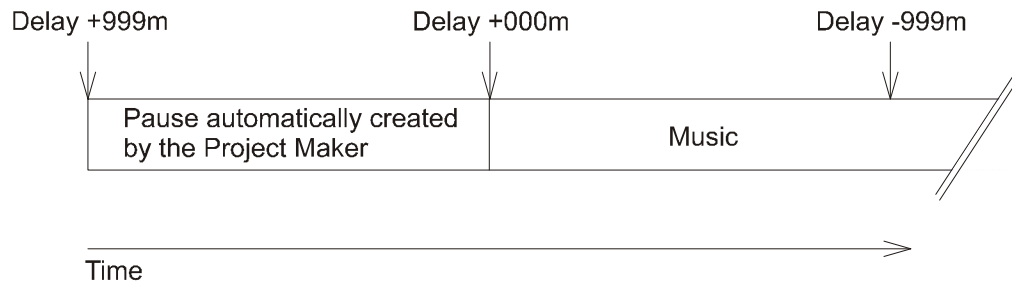 Delay +999m
Delay +000m
Delay -999m
Pause automatically created
by the Project Maker
Music
Time